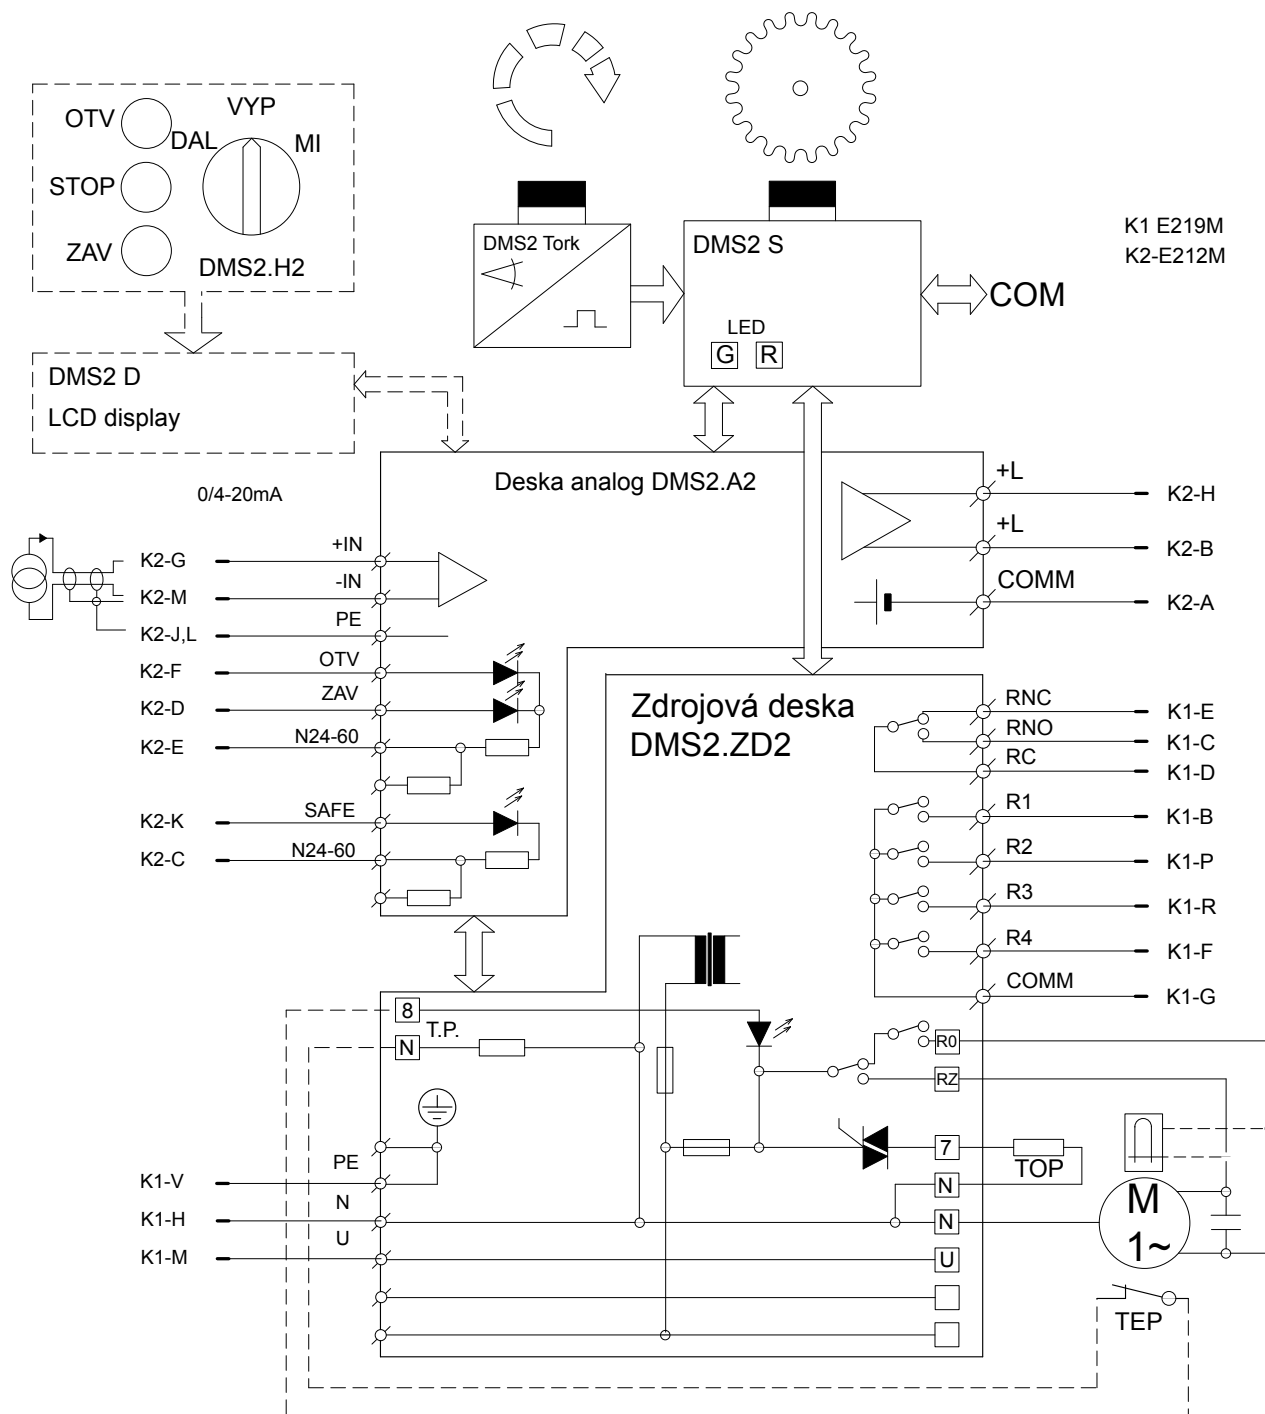 VYP
OTV
DAL
MI
STOP
ZAV
DMS2.H2
DMS2 Tork
DMS2 S
LED
G R
COM
K1 E219M
K2-E212M
DMS2 D
LCD display
0/4-20mA
Deska analog DMS2.A2
+L
K2-H
+L
K2-B
COMM
K2-A
K2-G
+IN
K2-M
-IN
K2-J,L
PE
K2-F
OTV
K2-D
ZAV
K2-E
N24-60
K2-K
SAFE
K2-C
N24-60
Zdrojová deska
DMS2.ZD2
RNC
K1-E
RNO
K1-C
RC
K1-D
R1
K1-B
R2
K1-P
R3
K1-R
R4
K1-F
COMM
K1-G
8
T.P.
N
R0
RZ
7
TOP
N
N
U
PE
K1-V
N
K1-H
U
K1-M
M
1~
TEP